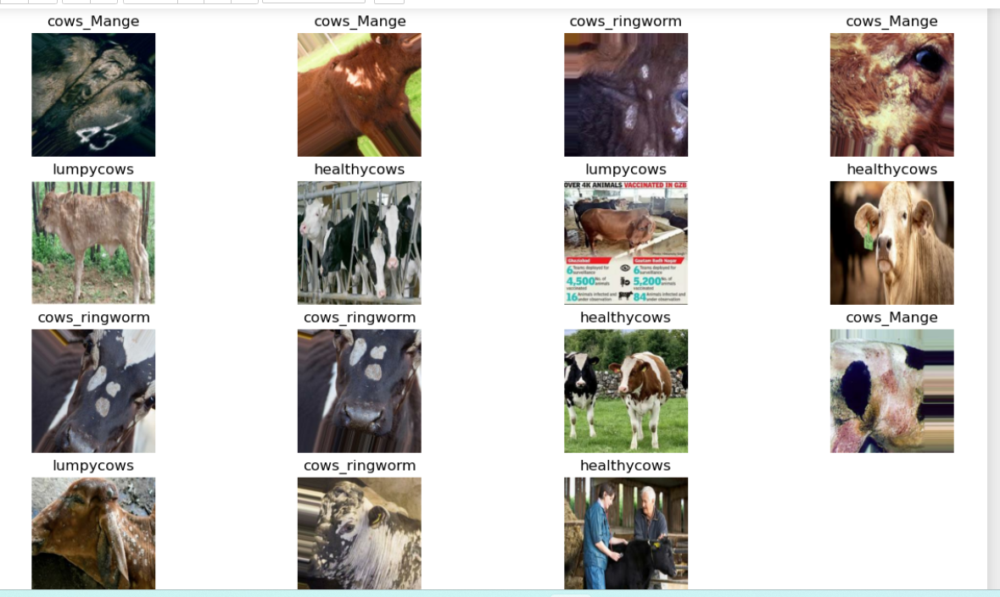 cows_Mange
cows_Mange
cows_ringworm
cows_Mange
lumpycows
healthycows
lumpycows
healthycows
OVER 4K ANIMALS VACCINATED IN GZB
Ghaziabad
Gautam Budh Nagar
6 Teams deployed for surveillance
6 Teams deployed for surveillance
4,500 No. of animals vaccinated
5,200 No. of animals vaccinated
16 Animals infected and under observation
84 Animals infected and under observation
cows_ringworm
cows_ringworm
healthycows
cows_Mange
lumpycows
cows_ringworm
healthycows